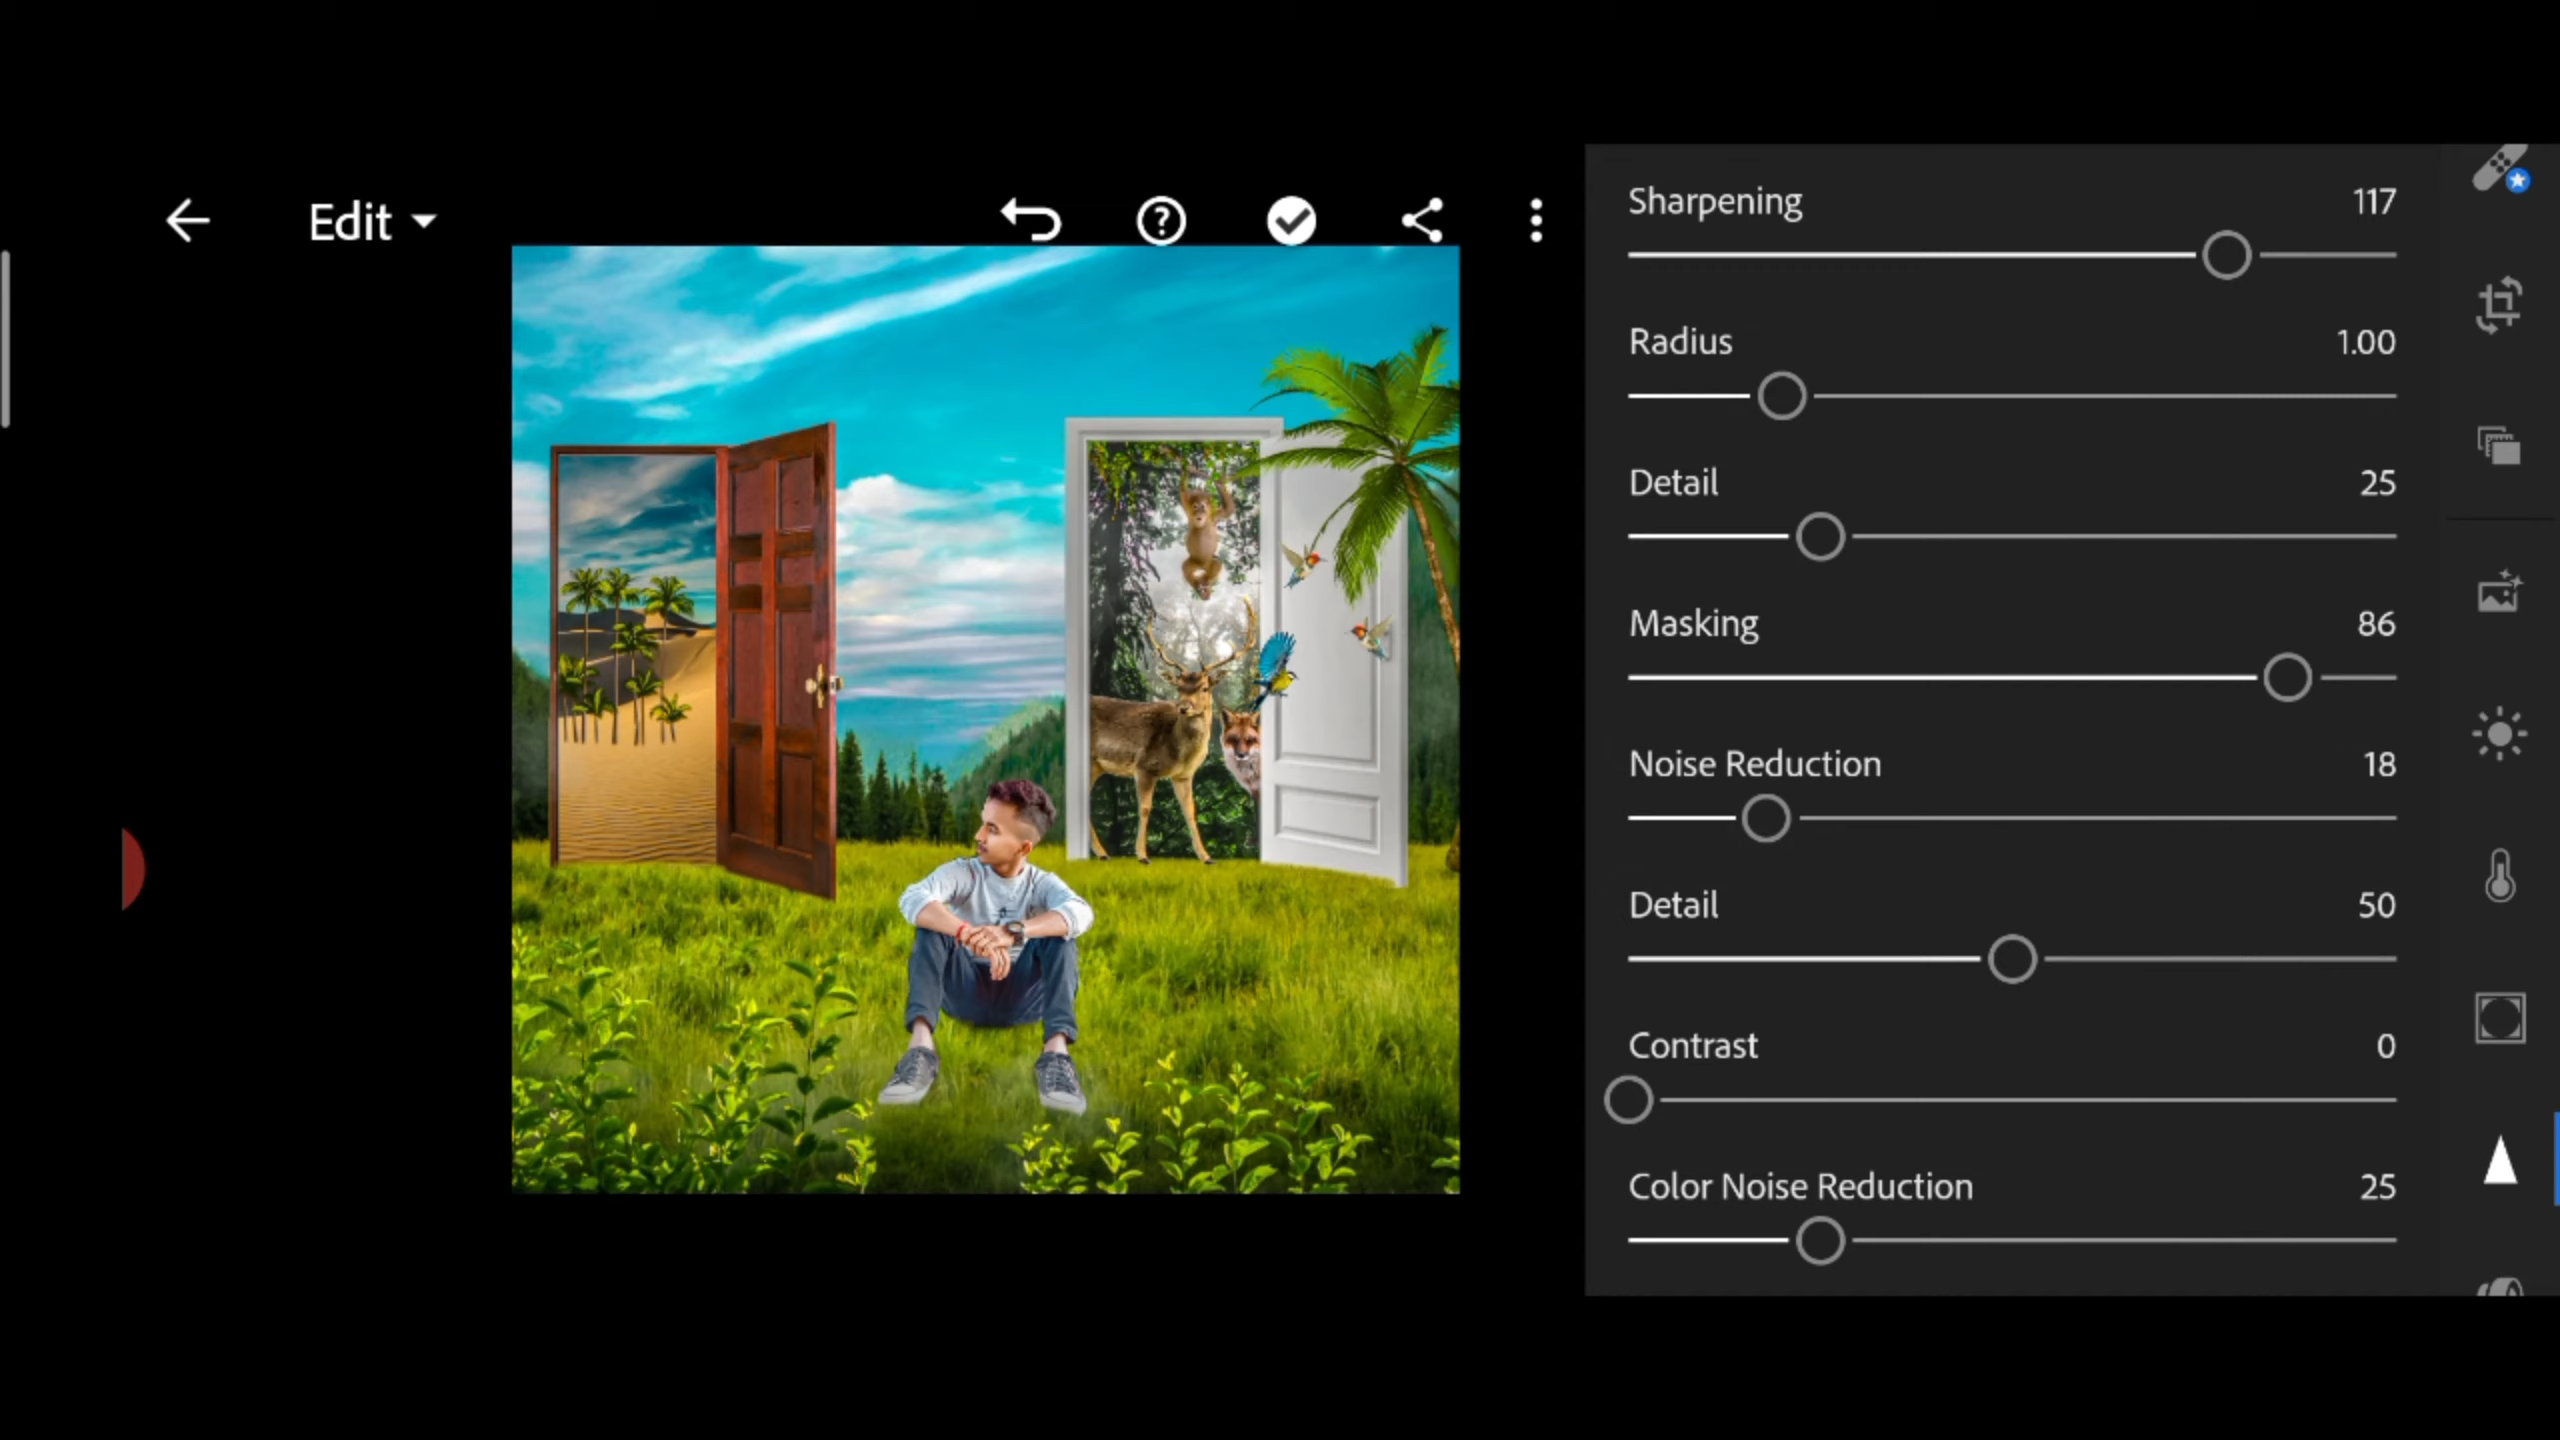 Edit
Sharpening 117
Radius 1.00
Detail 25
Masking 86
Noise Reduction 18
Detail 50
Contrast 0
Color Noise Reduction 25